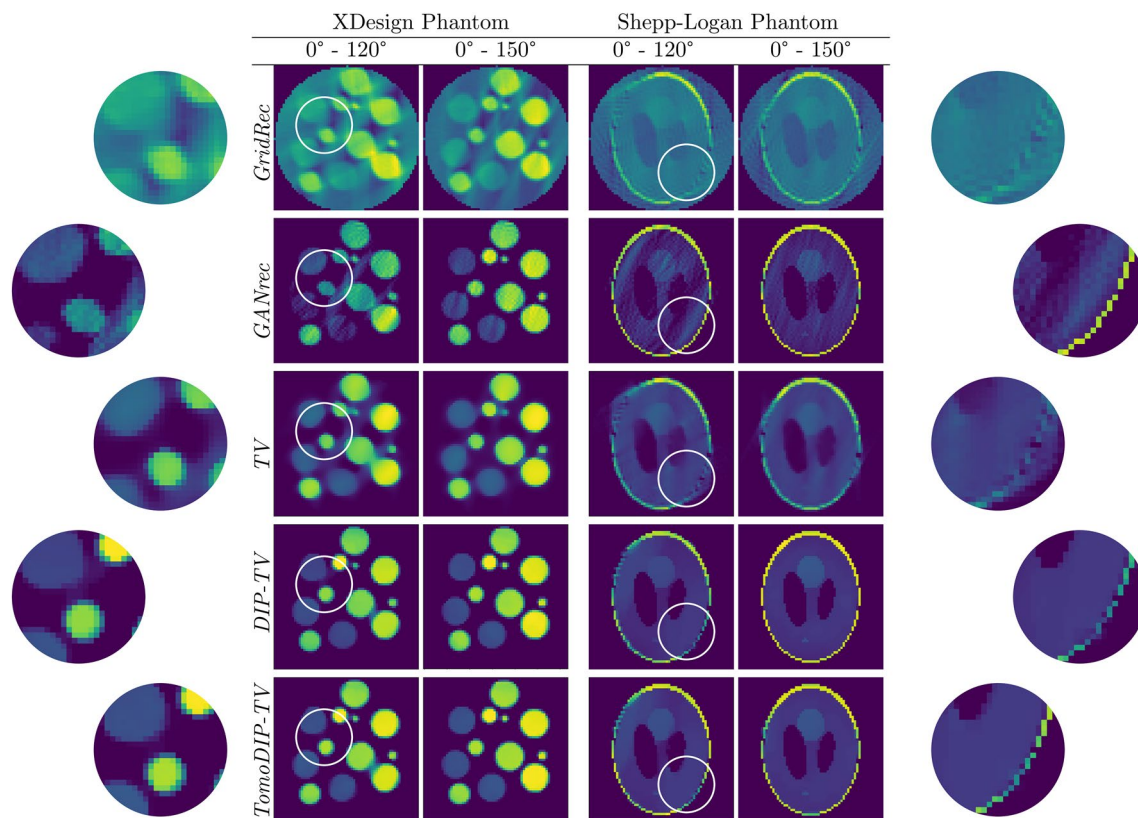 XDesign Phantom Shepp-Logan Phantom
0° - 120° 0° - 150° 0° - 120° 0° - 150°
GridRec
GANrec
TV
DIP-TV
TomoDIP-TV